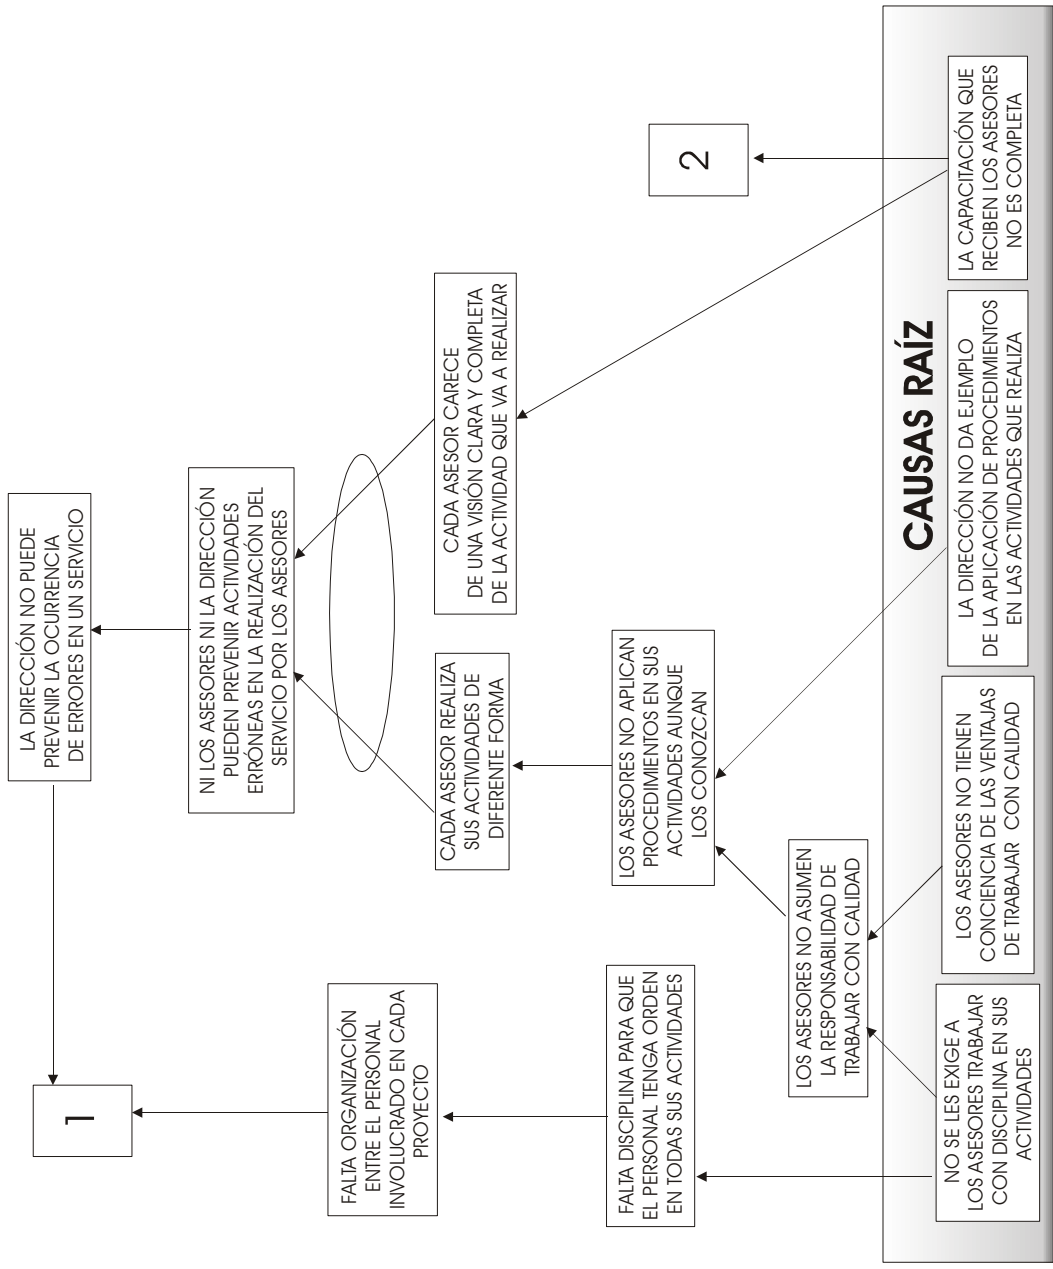 LA DIRECCIÓN NO PUEDE
PREVENIR LA OCURRENCIA
DE ERRORES EN UN SERVICIO
1
NI LOS ASESORES NI LA DIRECCIÓN
PUEDEN PREVENIR ACTIVIDADES
ERRÓNEAS EN LA REALIZACIÓN DEL
SERVICIO POR LOS ASESORES
FALTA ORGANIZACIÓN
ENTRE EL PERSONAL
INVOLUCRADO EN CADA
PROYECTO
CADA ASESOR REALIZA
SUS ACTIVIDADES DE
DIFERENTE FORMA
CADA ASESOR CARECE
DE UNA VISIÓN CLARA Y COMPLETA
DE LA ACTIVIDAD QUE VA A REALIZAR
2
FALTA DISCIPLINA PARA QUE
EL PERSONAL TENGA ORDEN
EN TODAS SUS ACTIVIDADES
LOS ASESORES NO APLICAN
PROCEDIMIENTOS EN SUS
ACTIVIDADES AUNQUE
LOS CONOZCAN
LOS ASESORES NO ASUMEN
LA RESPONSABILIDAD DE
TRABAJAR CON CALIDAD
CAUSAS RAÍZ
NO SE LES EXIGE A
LOS ASESORES TRABAJAR
CON DISCIPLINA EN SUS
ACTIVIDADES
LOS ASESORES NO TIENEN
CONCIENCIA DE LAS VENTAJAS
DE TRABAJAR CON CALIDAD
LA DIRECCIÓN NO DA EJEMPLO
DE LA APLICACIÓN DE PROCEDIMIENTOS
EN LAS ACTIVIDADES QUE REALIZA
LA CAPACITACIÓN QUE
RECIBEN LOS ASESORES
NO ES COMPLETA